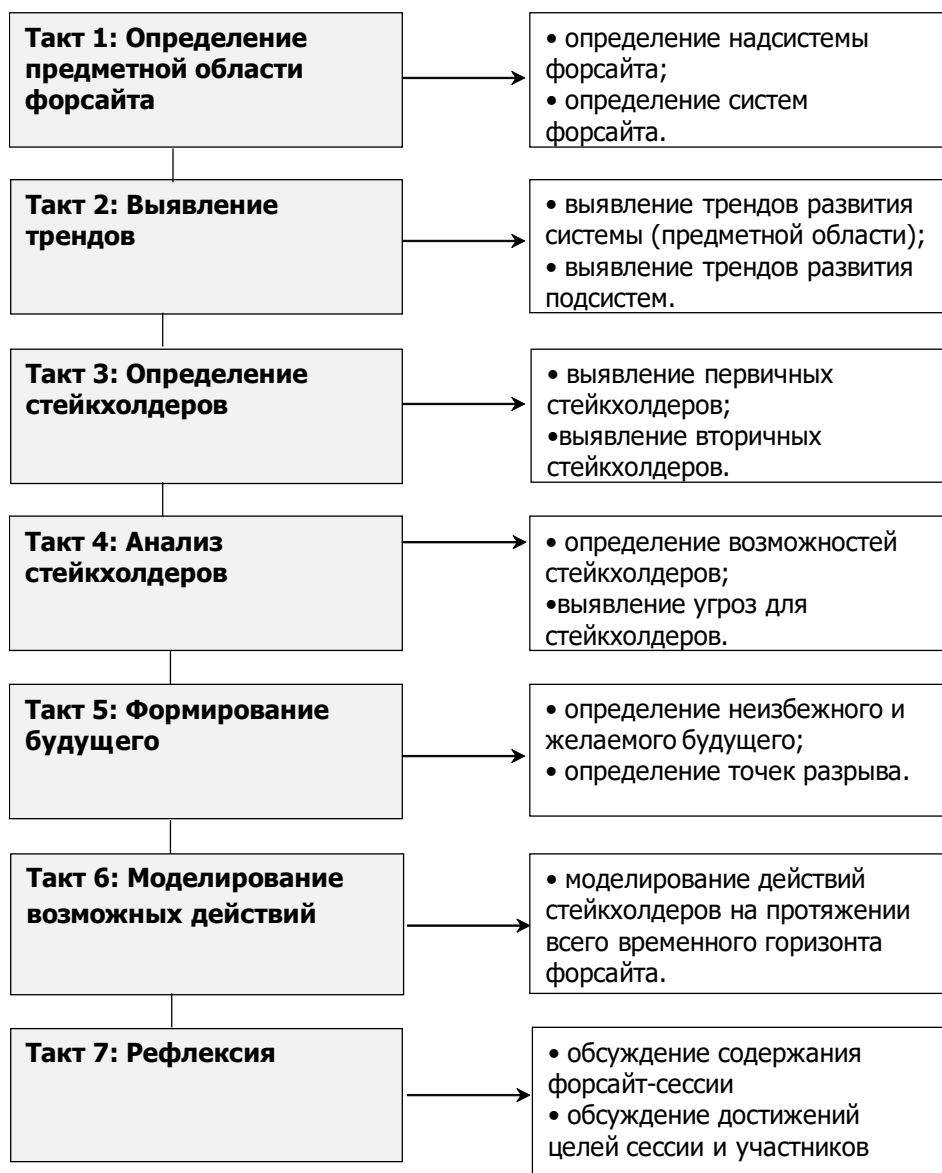 Такт 1: Определение
предметной области
форсайта
• определение надсистемы
форсайта;
• определение систем
форсайта.
Такт 2: Выявление
трендов
• выявление трендов развития
системы (предметной области);
• выявление трендов развития
подсистем.
Такт 3: Определение
стейкхолдеров
• выявление первичных
стейкхолдеров;
•выявление вторичных
стейкхолдеров.
Такт 4: Анализ
стейкхолдеров
• определение возможностей
стейкхолдеров;
•выявление угроз для
стейкхолдеров.
Такт 5: Формирование
будущего
• определение неизбежного и
желаемого будущего;
• определение точек разрыва.
Такт 6: Моделирование
возможных действий
• моделирование действий
стейкхолдеров на протяжении
всего временного горизонта
форсайта.
Такт 7: Рефлексия
• обсуждение содержания
форсайт-сессии
• обсуждение достижений
целей сессии и участников